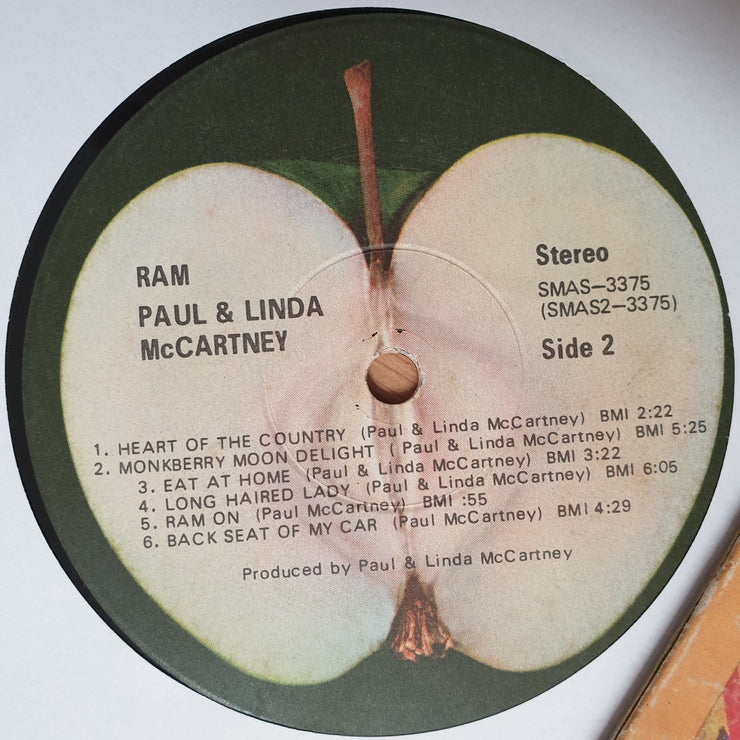 RAM
PAUL & LINDA
McCARTNEY
Stereo
SMAS—3375
(SMAS2—3375)
Side 2
1. HEART OF THE COUNTRY (Paul & Linda McCartney) BMI 2:22
2. MONKBERRY MOON DELIGHT ( Paul & Linda McCartney) BMI 5:25
3. EAT AT HOME (Paul & Linda McCartney) BMI 3:22
4. LONG HAIRED LADY (Paul & Linda McCartney) BMI 6:05
5. RAM ON (Paul McCartney) BMI :55
6. BACK SEAT OF MY CAR (Paul McCartney) BMI 4:29
Produced by Paul & Linda McCartney